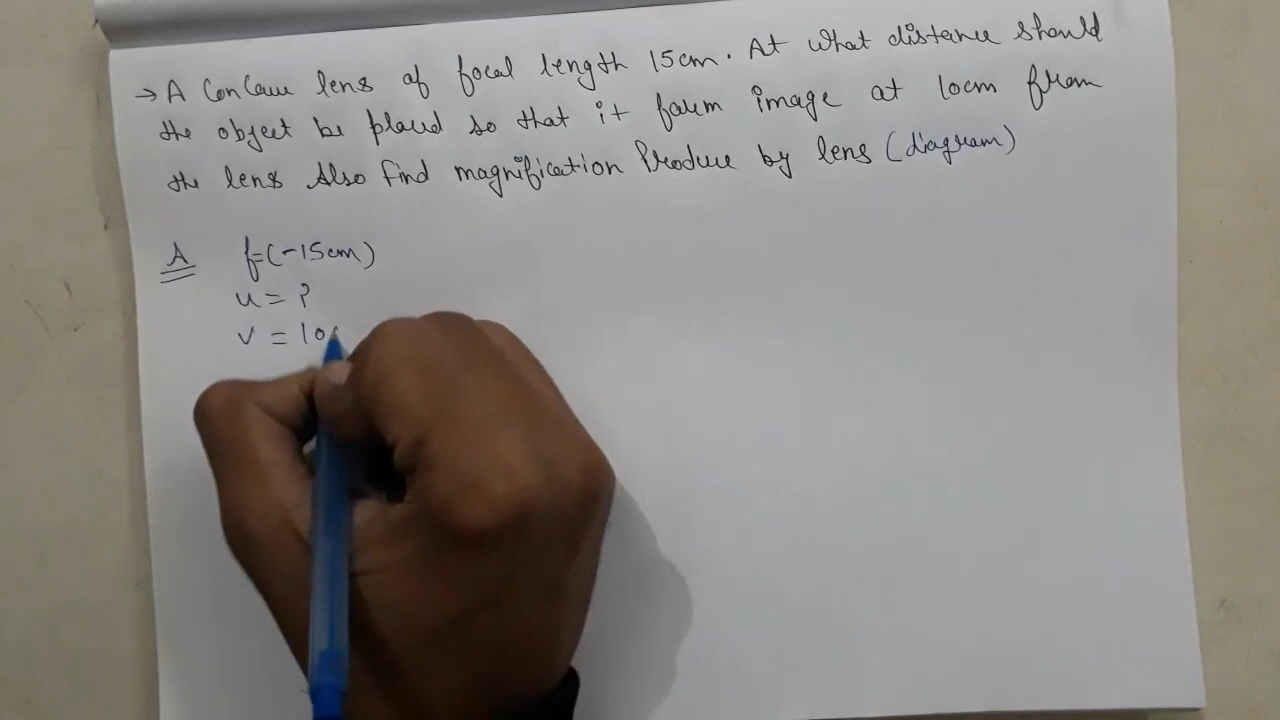 → A Concave lens of focal length 15cm. At what distance should
the object be placed so that it form image at 10cm from
the lens Also find magnification Produce by lens (diagram)
A f=(-15cm)
u = ?
v = 10c